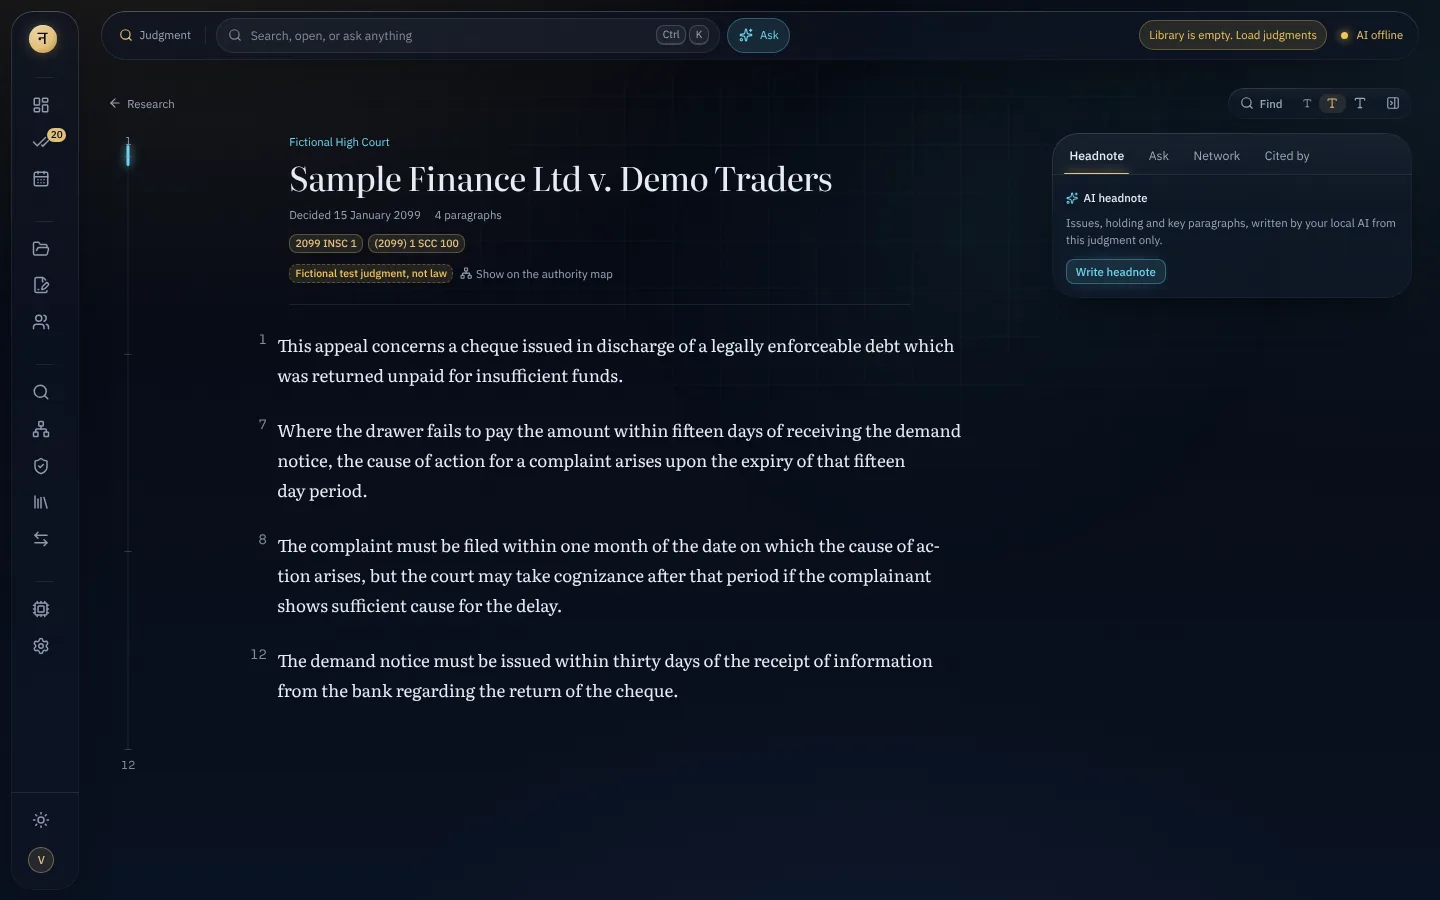 न
Judgment
Search, open, or ask anything
Ctrl K
Ask
Library is empty. Load judgments
AI offline
20
Research
Find
T T T
1
12
Fictional High Court
Sample Finance Ltd v. Demo Traders
Decided 15 January 2099 4 paragraphs
2099 INSC 1 (2099) 1 SCC 100
Fictional test judgment, not law Show on the authority map
1 This appeal concerns a cheque issued in discharge of a legally enforceable debt which
was returned unpaid for insufficient funds.
7 Where the drawer fails to pay the amount within fifteen days of receiving the demand
notice, the cause of action for a complaint arises upon the expiry of that fifteen
day period.
8 The complaint must be filed within one month of the date on which the cause of ac-
tion arises, but the court may take cognizance after that period if the complainant
shows sufficient cause for the delay.
12 The demand notice must be issued within thirty days of the receipt of information
from the bank regarding the return of the cheque.
Headnote Ask Network Cited by
AI headnote
Issues, holding and key paragraphs, written by your local AI from
this judgment only.
Write headnote
V